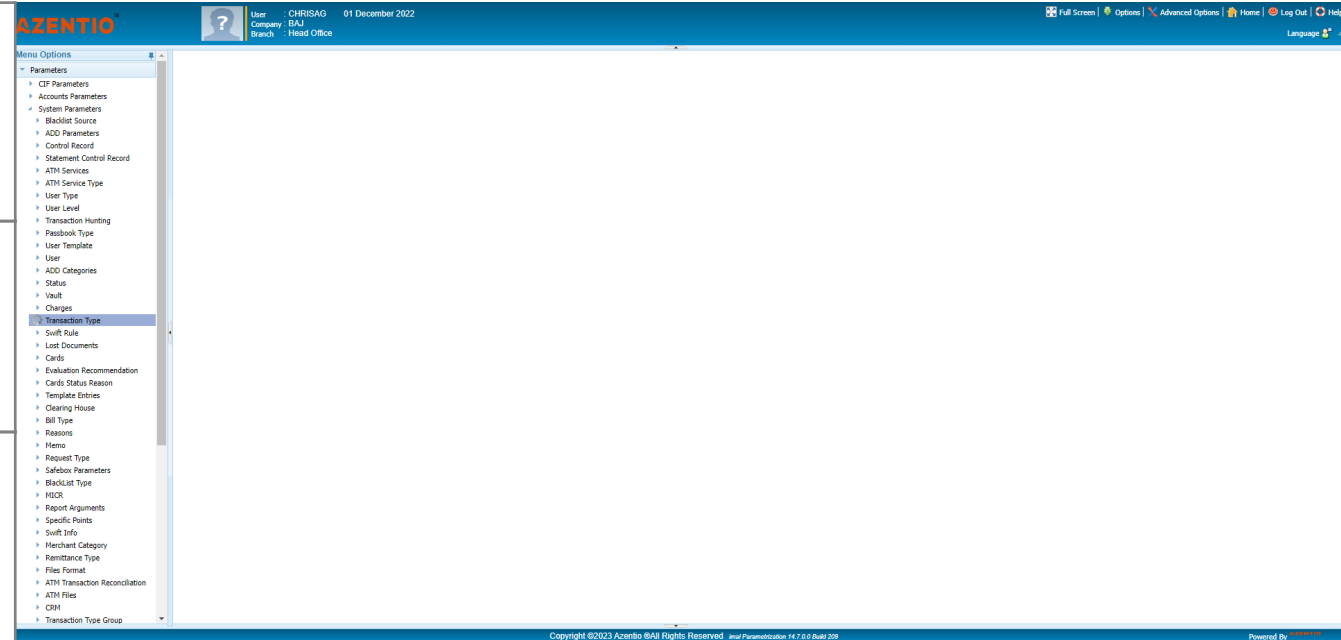 AZENTIO
User : CHRISAG 01 December 2022
Company : BAJ
Branch : Head Office
Full Screen | Options | Advanced Options | Home | Log Out | Help
Language
Menu Options
Parameters
CIF Parameters
Accounts Parameters
System Parameters
Blacklist Source
ADD Parameters
Control Record
Statement Control Record
ATM Services
ATM Service Type
User Type
User Level
Transaction Hunting
Passbook Type
User Template
User
ADD Categories
Status
Vault
Charges
Transaction Type
Swift Rule
Lost Documents
Cards
Evaluation Recommendation
Cards Status Reason
Template Entries
Clearing House
Bill Type
Reasons
Memo
Request Type
Safebox Parameters
BlackList Type
MICR
Report Arguments
Specific Points
Swift Info
Merchant Category
Remittance Type
Files Format
ATM Transaction Reconciliation
ATM Files
CRM
Transaction Type Group
Copyright ©2023 Azentio ®All Rights Reserved imal Parametrization 14.7.0.0 Build 209
Powered By AZENTIO